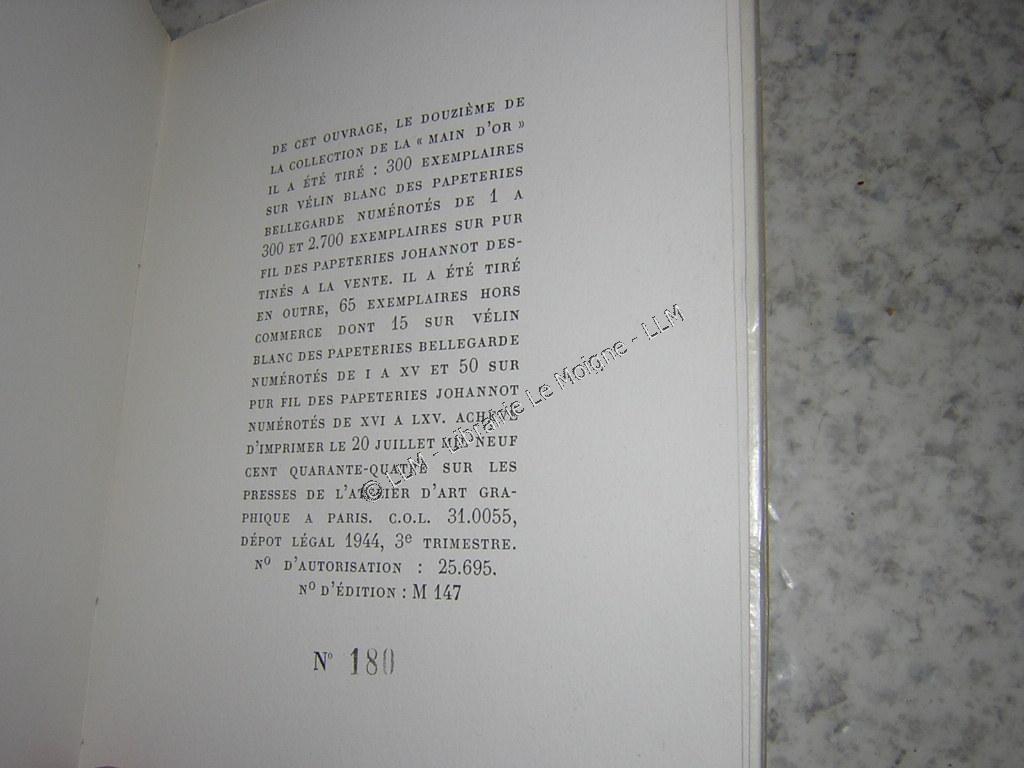 DE CET OUVRAGE, LE DOUZIÈME DE
LA COLLECTION DE LA « MAIN D'OR »
IL A ÉTÉ TIRÉ : 300 EXEMPLAIRES
SUR VÉLIN BLANC DES PAPETERIES
BELLEGARDE NUMÉROTÉS DE 1 A
300 ET 2.700 EXEMPLAIRES SUR PUR
FIL DES PAPETERIES JOHANNOT DES-
TINÉS A LA VENTE. IL A ÉTÉ TIRÉ
EN OUTRE, 65 EXEMPLAIRES HORS
COMMERCE DONT 15 SUR VÉLIN
BLANC DES PAPETERIES BELLEGARDE
NUMÉROTÉS DE I A XV ET 50 SUR
PUR FIL DES PAPETERIES JOHANNOT
NUMÉROTÉS DE XVI A LXV. ACHEVÉ
D'IMPRIMER LE 20 JUILLET MIL NEUF
CENT QUARANTE-QUATRE SUR LES
PRESSES DE L'ATELIER D'ART GRA-
PHIQUE A PARIS. C.O.L. 31.0055,
DÉPOT LÉGAL 1944, 3e TRIMESTRE.
No D'AUTORISATION : 25.695.
No D'ÉDITION : M 147
No 180
© LLM - Librairie Le Moigne - LLM